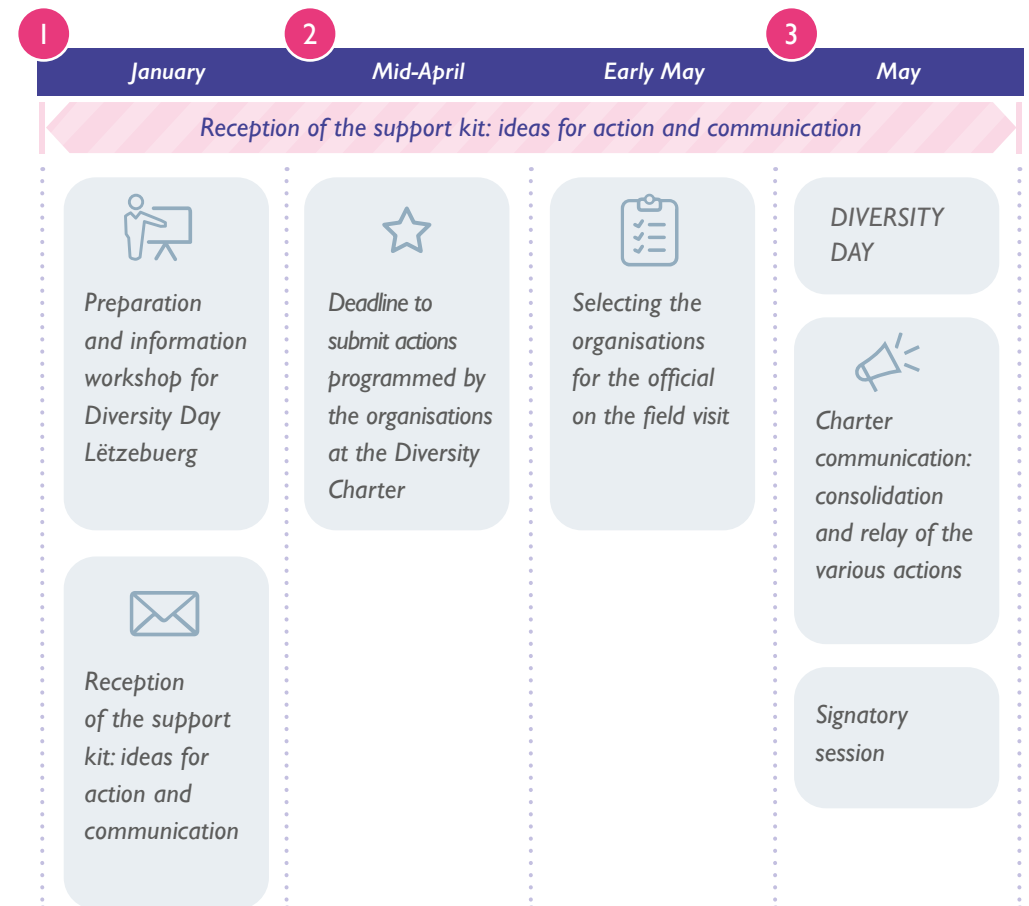 1
2
3
January
Mid-April
Early May
May
Reception of the support kit: ideas for action and communication
Preparation
and information
workshop for
Diversity Day
Lëtzebuerg
Reception
of the support
kit: ideas for
action and
communication
Deadline to
submit actions
programmed by
the organisations
at the Diversity
Charter
Selecting the
organisations
for the official
on the field visit
DIVERSITY
DAY
Charter
communication:
consolidation
and relay of the
various actions
Signatory
session